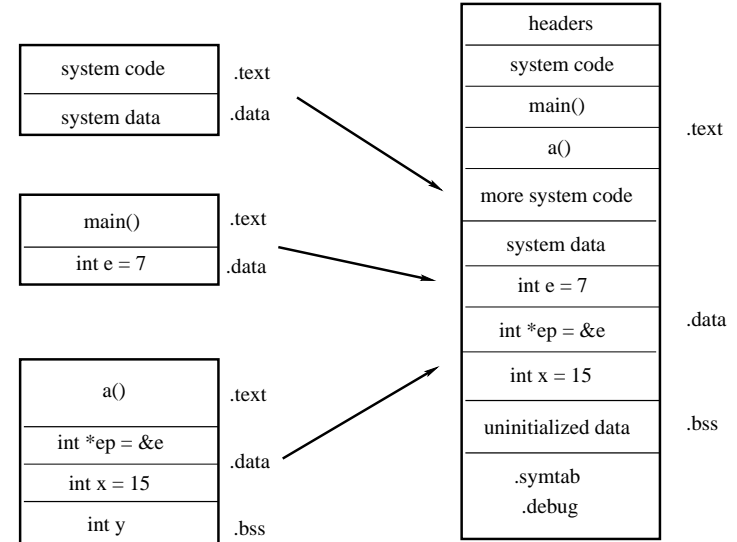 system code
.text
system data
.data
main()
.text
int e = 7
.data
a()
.text
int *ep = &e
.data
int x = 15
int y
.bss
headers
system code
main()
.text
a()
more system code
system data
int e = 7
int *ep = &e
.data
int x = 15
uninitialized data
.bss
.symtab
.debug